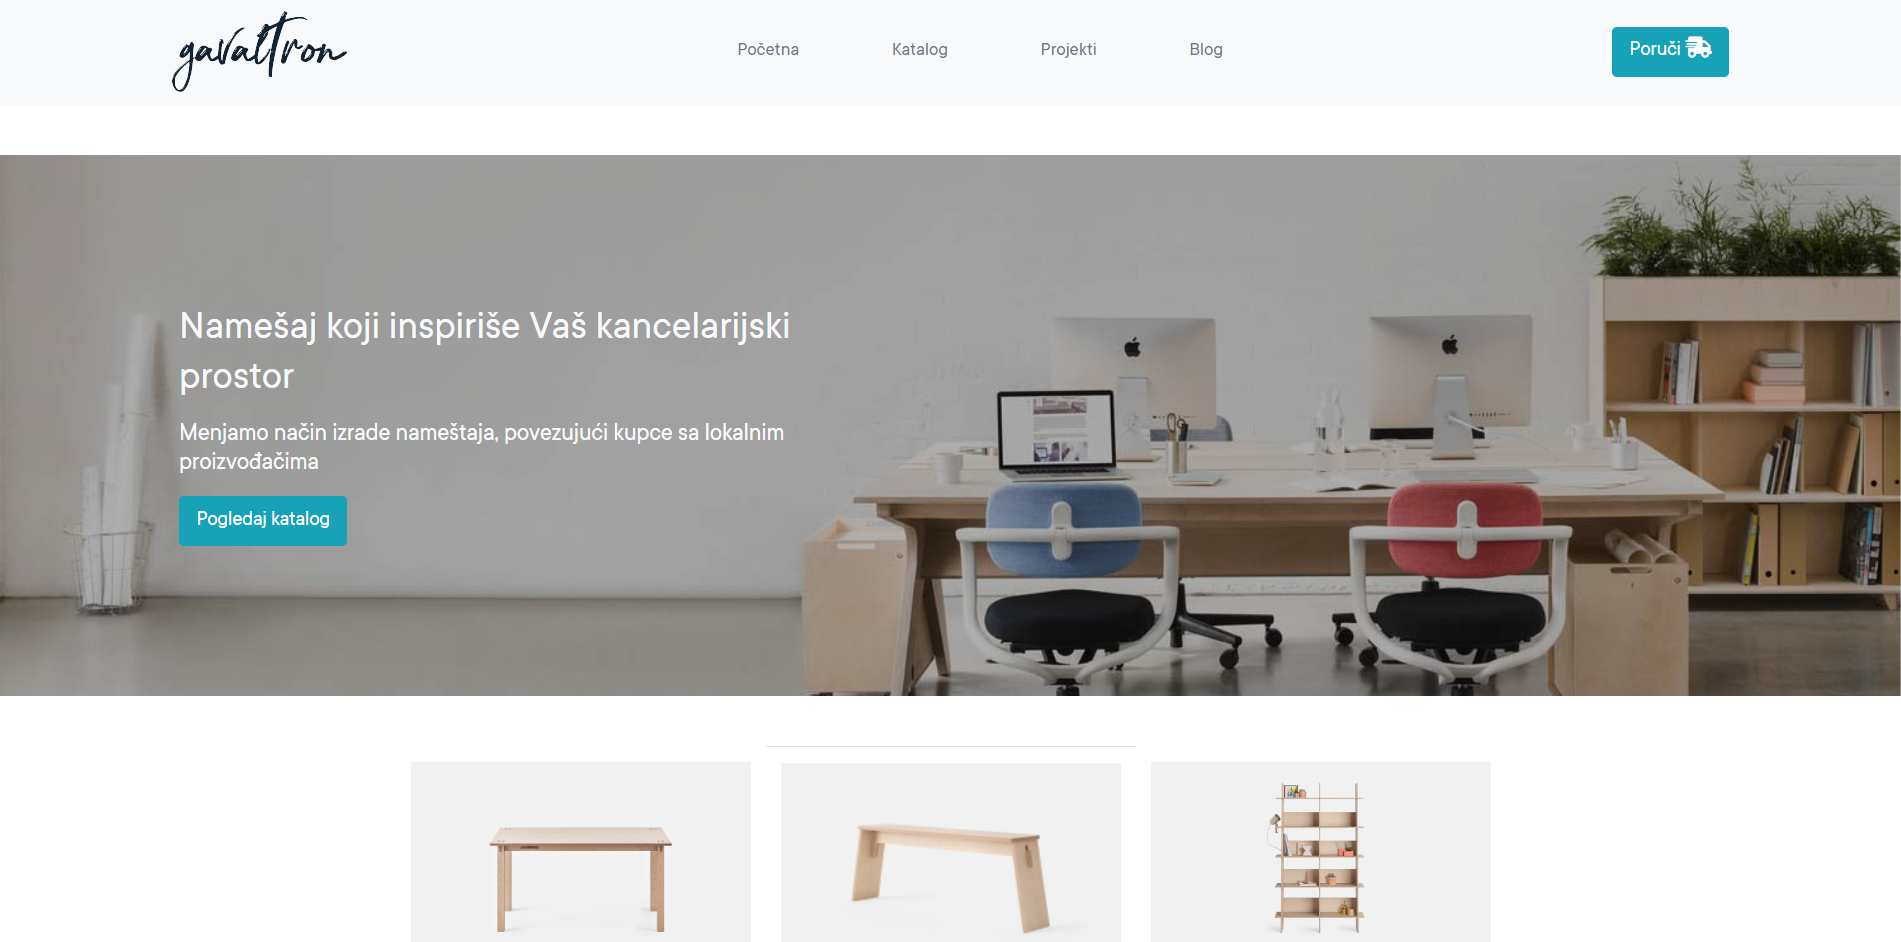 gavaltron
Početna
Katalog
Projekti
Blog
Poruči
Namešaj koji inspiriše Vaš kancelarijski
prostor
Menjamo način izrade nameštaja, povezujući kupce sa lokalnim
proizvođačima
Pogledaj katalog